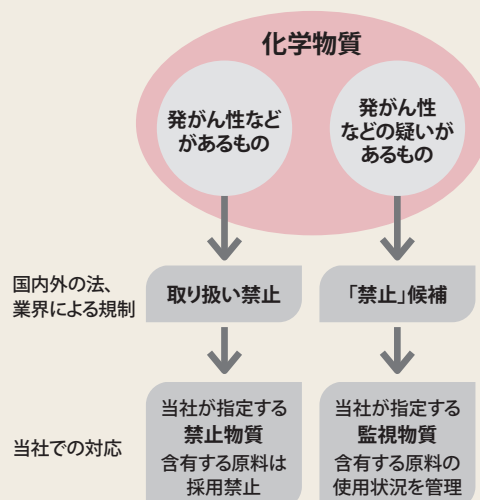 化学物質
発がん性など
があるもの
発がん性
などの疑いが
あるもの
国内外の法、
業界による規制
取り扱い禁止
「禁止」候補
当社での対応
当社が指定する
禁止物質
含有する原料は
採用禁止
当社が指定する
監視物質
含有する原料の
使用状況を管理